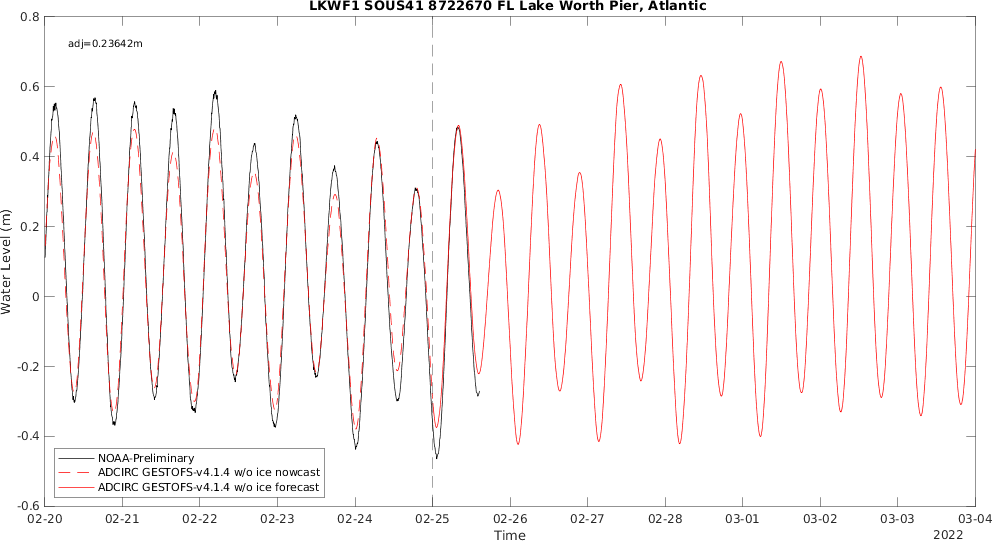 LKWF1 SOUS41 8722670 FL Lake Worth Pier, Atlantic
adj=0.23642m
Water Level (m)
0.8
0.6
0.4
0.2
0
-0.2
-0.4
-0.6
NOAA-Preliminary
ADCIRC GESTOFS-v4.1.4 w/o ice nowcast
ADCIRC GESTOFS-v4.1.4 w/o ice forecast
02-20 02-21 02-22 02-23 02-24 02-25 02-26 02-27 02-28 03-01 03-02 03-03 03-04
Time
2022